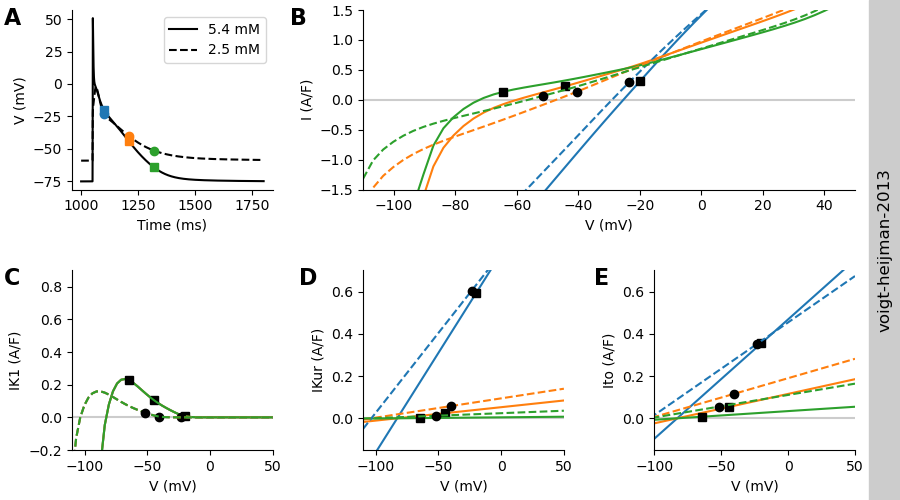 A
50
25
0
−25
−50
−75
V (mV)
5.4 mM
2.5 mM
1000
1250
1500
1750
Time (ms)
B
1.5
1.0
0.5
0.0
−0.5
−1.0
−1.5
I (A/F)
−100
−80
−60
−40
−20
0
20
40
V (mV)
C
0.8
0.6
0.4
0.2
0.0
−0.2
IK1 (A/F)
−100
−50
0
50
V (mV)
D
0.6
0.4
0.2
0.0
IKur (A/F)
−100
−50
0
50
V (mV)
E
0.6
0.4
0.2
0.0
Ito (A/F)
−100
−50
0
50
V (mV)
voigt-heijman-2013